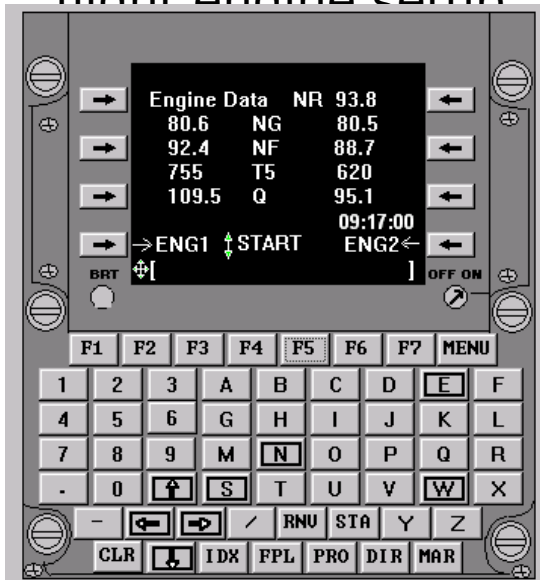 Engine Data NR 93.8
80.6 NG 80.5
92.4 NF 88.7
755 T5 620
109.5 Q 95.1
09:17:00
→ENG1 START ENG2←
[ ]
BRT OFF ON
F1 F2 F3 F4 F5 F6 F7 MENU
1 2 3 A B C D E F
4 5 6 G H I J K L
7 8 9 M N O P Q R
. 0 S T U V W X
- / RNV STA Y Z
CLR IDX FPL PRO DIR MAR